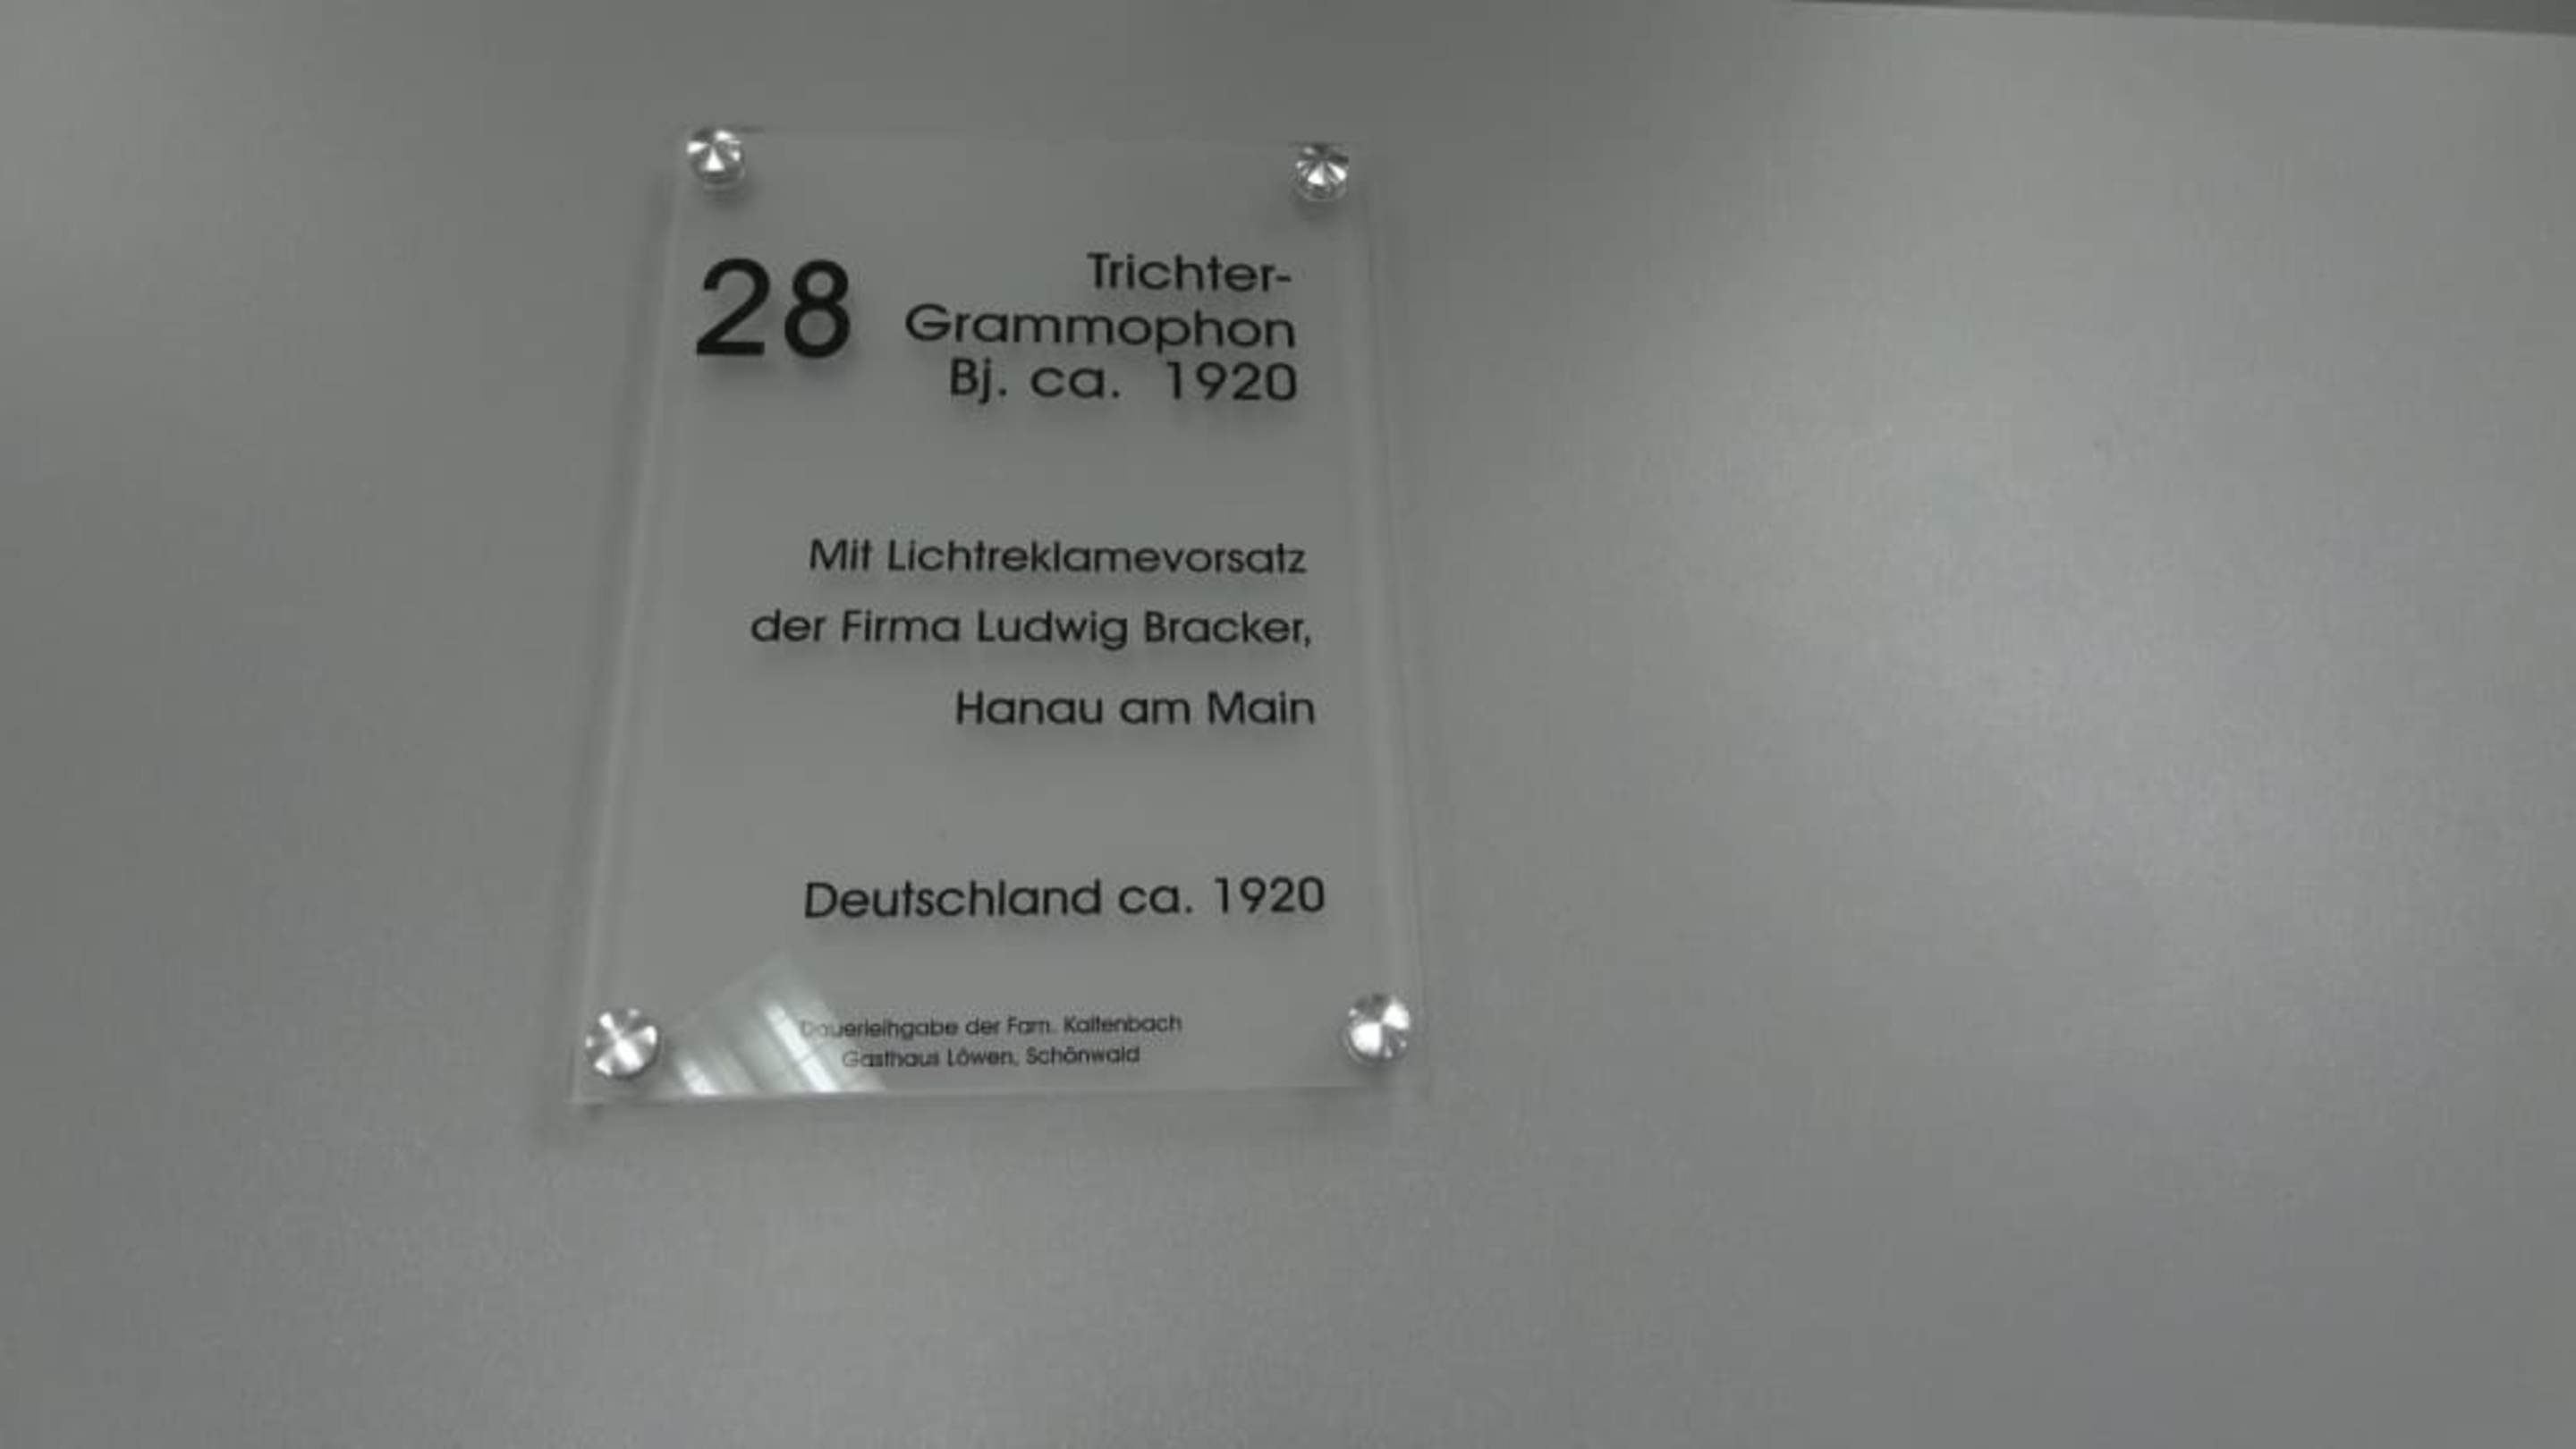 28
Trichter-
Grammophon
Bj. ca. 1920
Mit Lichtreklamevorsatz
der Firma Ludwig Bracker,
Hanau am Main
Deutschland ca. 1920
Dauerleihgabe der Fam. Kaltenbach
Gasthaus Löwen, Schönwald